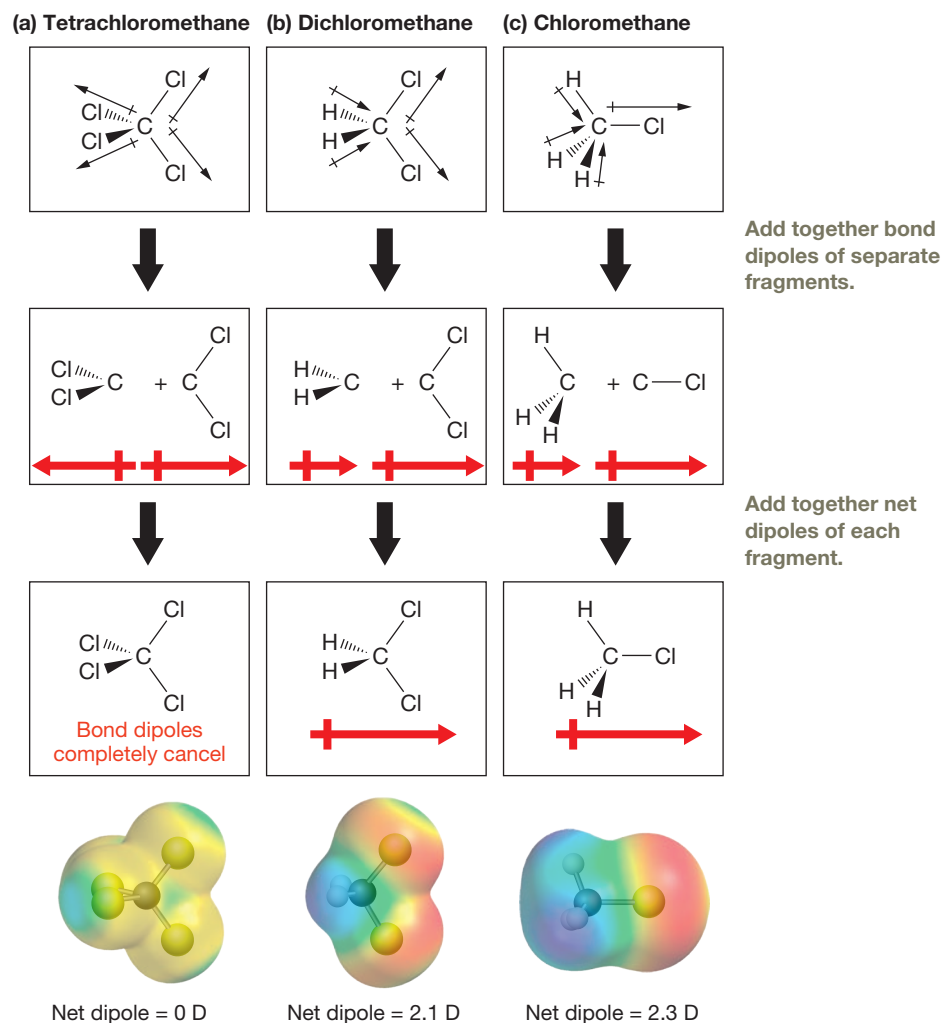 (a) Tetrachloromethane
(b) Dichloromethane
(c) Chloromethane
Cl
Cl
C
Cl
Cl
Cl
H
C
H
Cl
H
C
Cl
H
H
Add together bond
dipoles of separate
fragments.
Cl
Cl
C
+
C
Cl
Cl
Cl
H
C
+
C
H
Cl
H
C
+
C
Cl
H
H
Add together net
dipoles of each
fragment.
Cl
Cl
C
Cl
Cl
Bond dipoles
completely cancel
Cl
H
C
H
Cl
H
C
Cl
H
H
Net dipole = 0 D
Net dipole = 2.1 D
Net dipole = 2.3 D